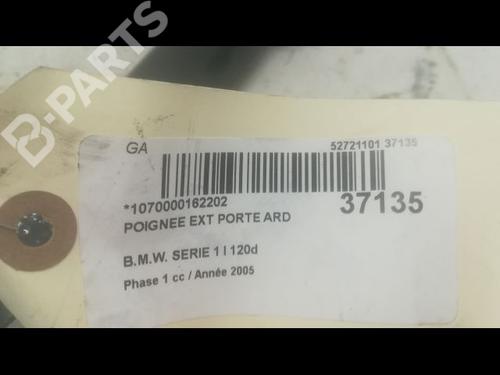 B-PARTS
GA
52721101 37135
*1070000162202
37135
POIGNEE EXT PORTE ARD
B.M.W. SERIE 1 I 120d
Phase 1 cc / Année 2005